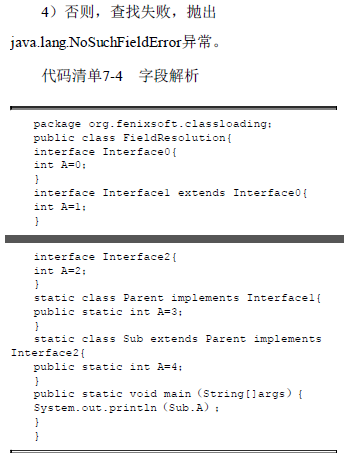 4）否则，查找失败，抛出
java.lang.NoSuchFieldError异常。
代码清单7-4 字段解析
package org.fenixsoft.classloading;
public class FieldResolution{
interface Interface0{
int A=0;
}
interface Interface1 extends Interface0{
int A=1;
}
interface Interface2{
int A=2;
}
static class Parent implements Interface1{
public static int A=3;
}
static class Sub extends Parent implements
Interface2{
public static int A=4;
}
public static void main（String[]args）{
System.out.println（Sub.A）;
}
}